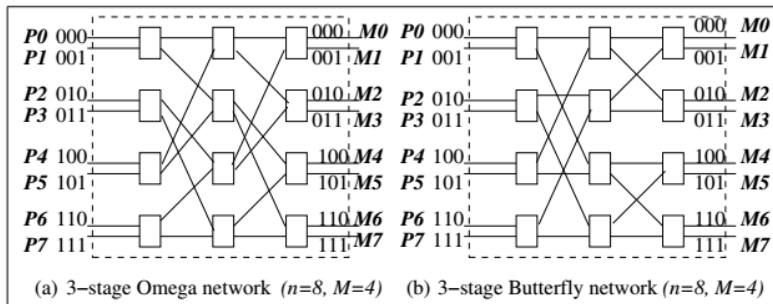 P0 000 000 M0 P0 000 000 M0
P1 001 001 M1 P1 001 001 M1
P2 010 010 M2 P2 010 010 M2
P3 011 011 M3 P3 011 011 M3
P4 100 100 M4 P4 100 100 M4
P5 101 101 M5 P5 101 101 M5
P6 110 110 M6 P6 110 110 M6
P7 111 111 M7 P7 111 111 M7
(a) 3−stage Omega network (n=8, M=4) (b) 3−stage Butterfly network (n=8, M=4)